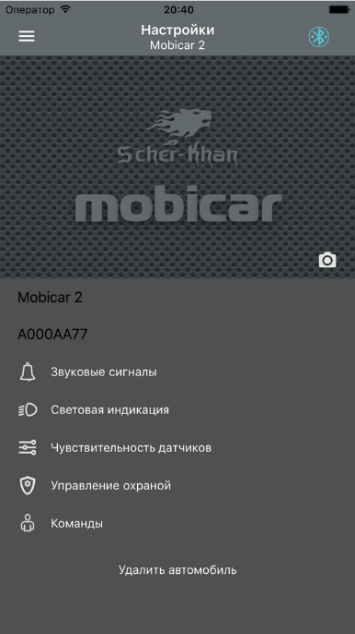 Оператор 20:40
Настройки
Mobicar 2
Scher-Khan
mobicar
Mobicar 2
A000AA77
Звуковые сигналы
Световая индикация
Чувствительность датчиков
Управление охраной
Команды
Удалить автомобиль